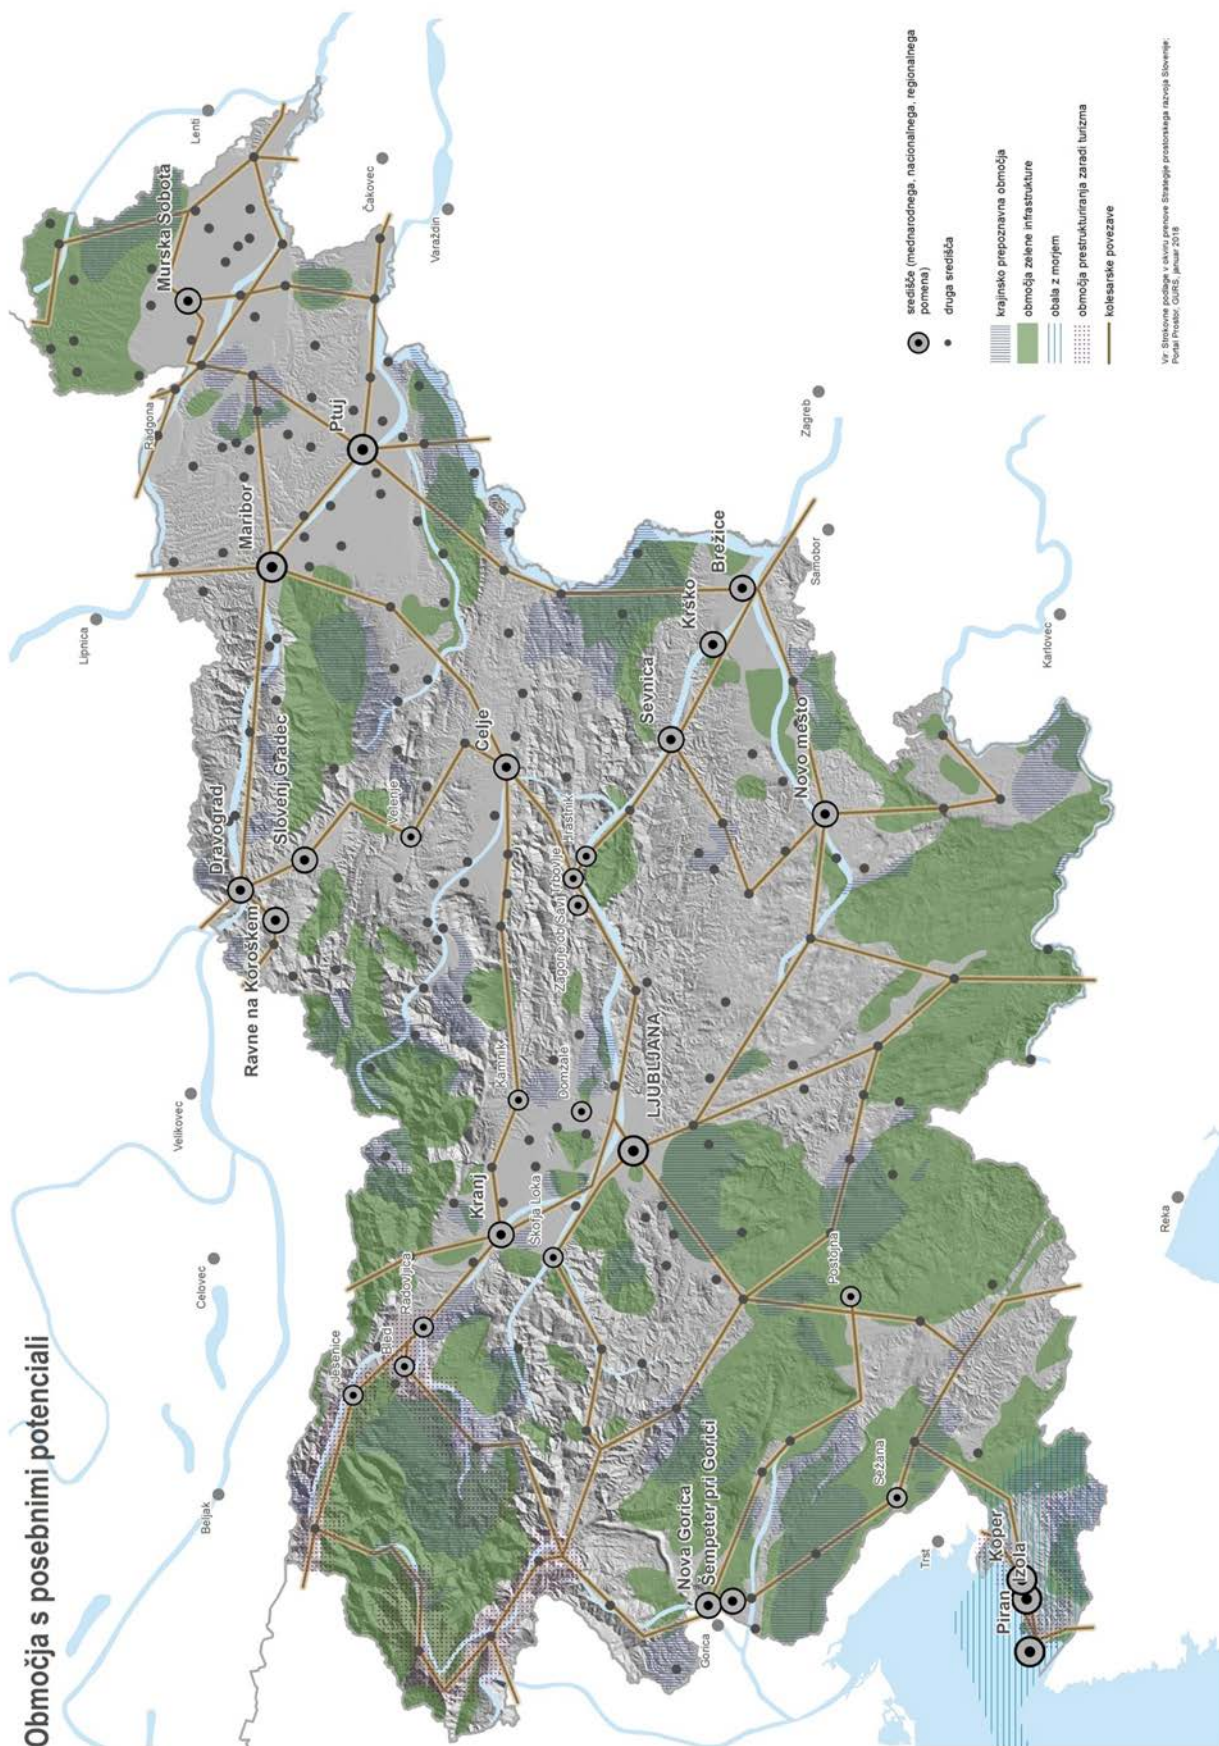 Območja s posebnimi potenciali
Lipnica
Lenti
Radgona
Murska Sobota
Čakovec
Varaždin
Maribor
Ptuj
Dravograd
Slovenj Gradec
Ravne na Koroškem
Velenje
Celje
Velikovec
Celovec
Beljak
Jesenice
Bled
Radovljica
Kranj
Škofja Loka
Kamnik
Domžale
LJUBLJANA
Zagorje ob Savi
Trbovlje
Hrastnik
Sevnica
Krško
Brežice
Zagreb
Samobor
Novo mesto
Karlovec
Postojna
Nova Gorica
Šempeter pri Gorici
Gorica
Sežana
Trst
Koper
Izola
Piran
Reka
središče (mednarodnega, nacionalnega, regionalnega
pomena)
druga središča
krajinsko prepoznavna območja
območja zelene infrastrukture
obala z morjem
območja prestrukturiranja zaradi turizma
kolesarske povezave
Vir: Strokovne podlage v okviru prenove Strategije prostorskega razvoja Slovenije;
Portal Prostor, GURS, januar 2018